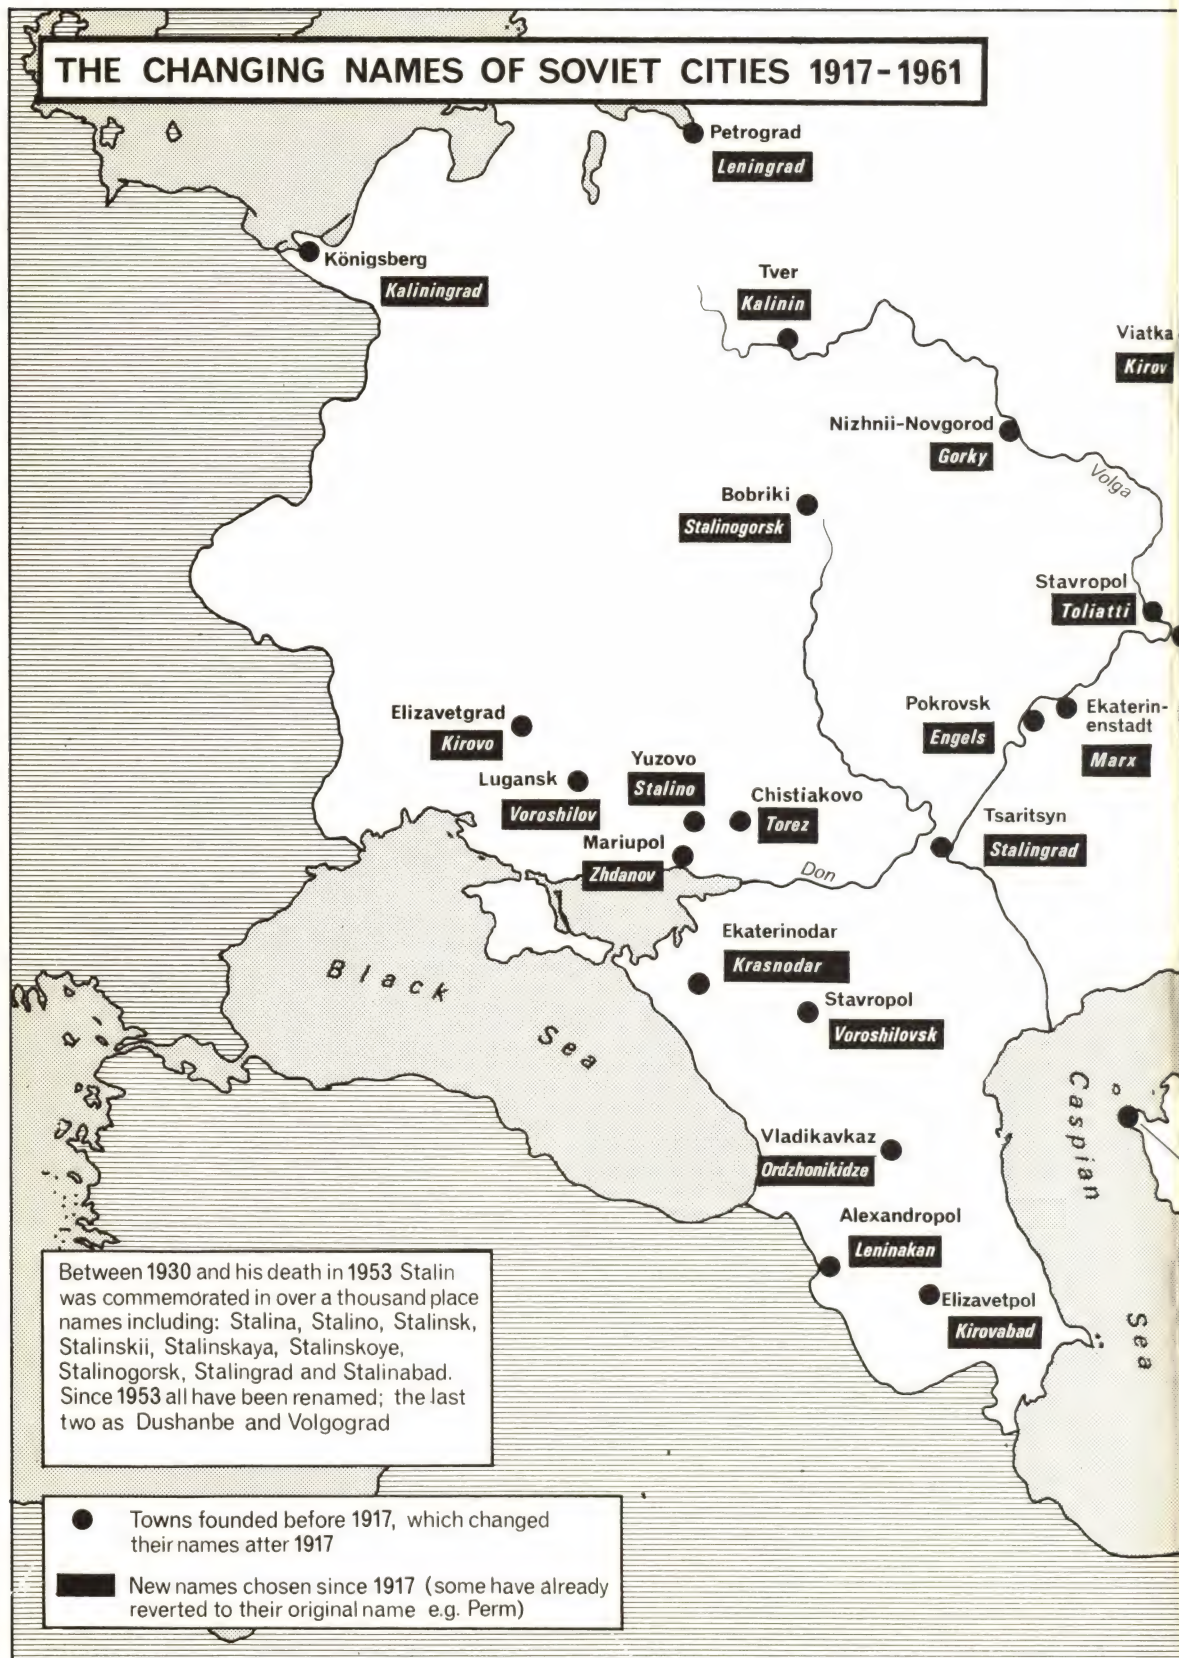 THE CHANGING NAMES OF SOVIET CITIES 1917-1961
Petrograd
Leningrad
Königsberg
Kaliningrad
Tver
Kalinin
Viatka
Kirov
Nizhnii-Novgorod
Gorky
Volga
Bobriki
Stalinogorsk
Stavropol
Toliatti
Elizavetgrad
Kirovo
Pokrovsk
Engels
Ekaterin-
enstadt
Marx
Lugansk
Voroshilov
Yuzovo
Stalino
Chistiakovo
Torez
Tsaritsyn
Stalingrad
Mariupol
Zhdanov
Don
Ekaterinodar
Krasnodar
Black
Sea
Stavropol
Voroshilovsk
Caspian
Sea
Vladikavkaz
Ordzhonikidze
Alexandropol
Leninakan
Elizavetpol
Kirovabad
Between 1930 and his death in 1953 Stalin
was commemorated in over a thousand place
names including: Stalina, Stalino, Stalinsk,
Stalinskii, Stalinskaya, Stalinskoye,
Stalinogorsk, Stalingrad and Stalinabad.
Since 1953 all have been renamed; the last
two as Dushanbe and Volgograd
Towns founded before 1917, which changed
their names atter 1917
New names chosen since 1917 (some have already
reverted to their original name e.g. Perm)